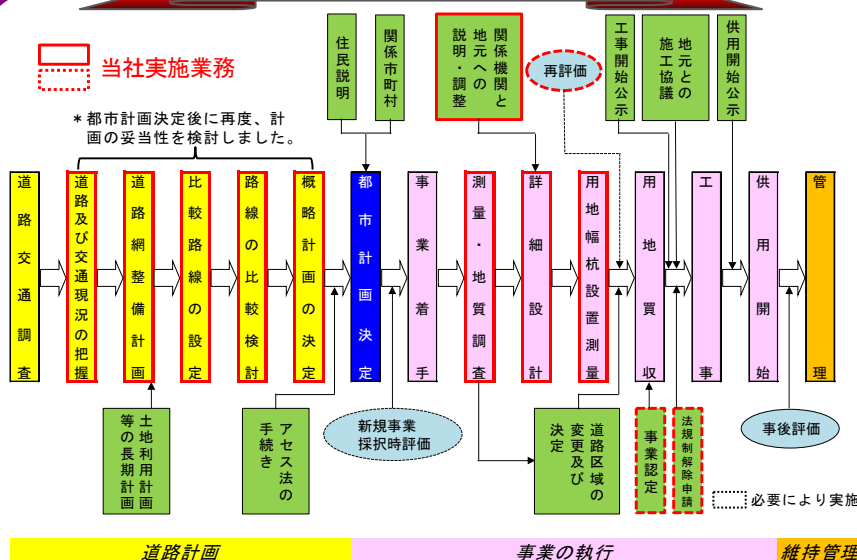 当社実施業務
＊都市計画決定後に再度、計
画の妥当性を検討しました。
住民説明
関係市町村
関係機関と
地元への
説明・調整
再評価
工事開始公示
地元との
施工協議
供用開始公示
道路交通調査
道路及び交通現況の把握
道路網整備計画
比較路線の設定
路線の比較検討
概略計画の決定
都市計画決定
事業着手
測量・地質調査
詳細設計
用地幅杭設置測量
用地買収
工事
供用開始
管理
土地利用計画
等の長期計画
アセス法の
手続き
新規事業
採択時評価
道路区域の
変更及び
決定
事業認定
法規制解除申請
事後評価
必要により実施
道路計画
事業の執行
維持管理